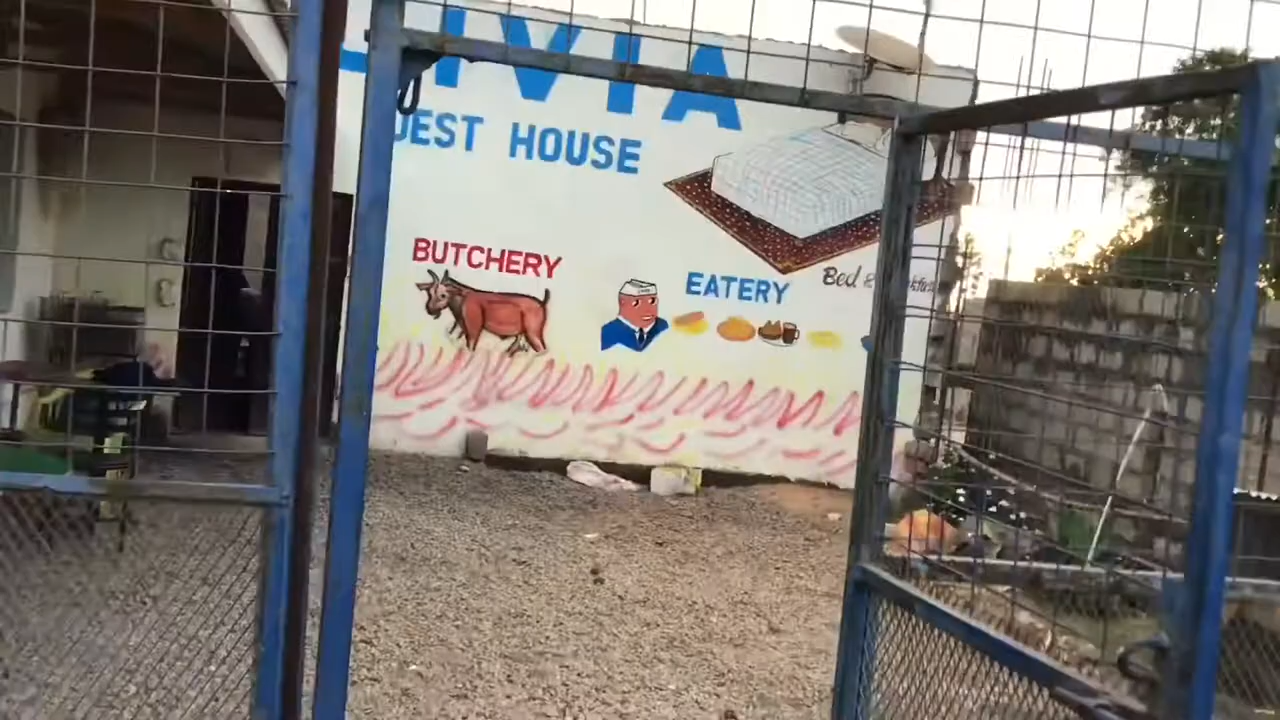 IVIA
UEST HOUSE
BUTCHERY
EATERY
Bed &